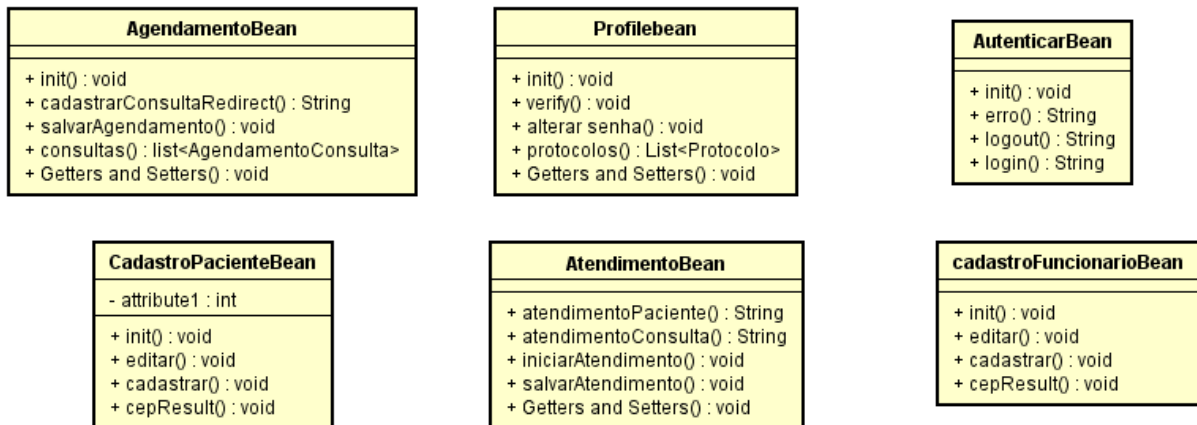 AgendamentoBean
+ init() : void
+ cadastrarConsultaRedirect() : String
+ salvarAgendamento() : void
+ consultas() : list<AgendamentoConsulta>
+ Getters and Setters() : void
Profilebean
+ init() : void
+ verify() : void
+ alterar senha() : void
+ protocolos() : List<Protocolo>
+ Getters and Setters() : void
AutenticarBean
+ init() : void
+ erro() : String
+ logout() : String
+ login() : String
CadastroPacienteBean
- attribute1 : int
+ init() : void
+ editar() : void
+ cadastrar() : void
+ cepResult() : void
AtendimentoBean
+ atendimentoPaciente() : String
+ atendimentoConsulta() : String
+ iniciarAtendimento() : void
+ salvarAtendimento() : void
+ Getters and Setters() : void
cadastroFuncionarioBean
+ init() : void
+ editar() : void
+ cadastrar() : void
+ cepResult() : void